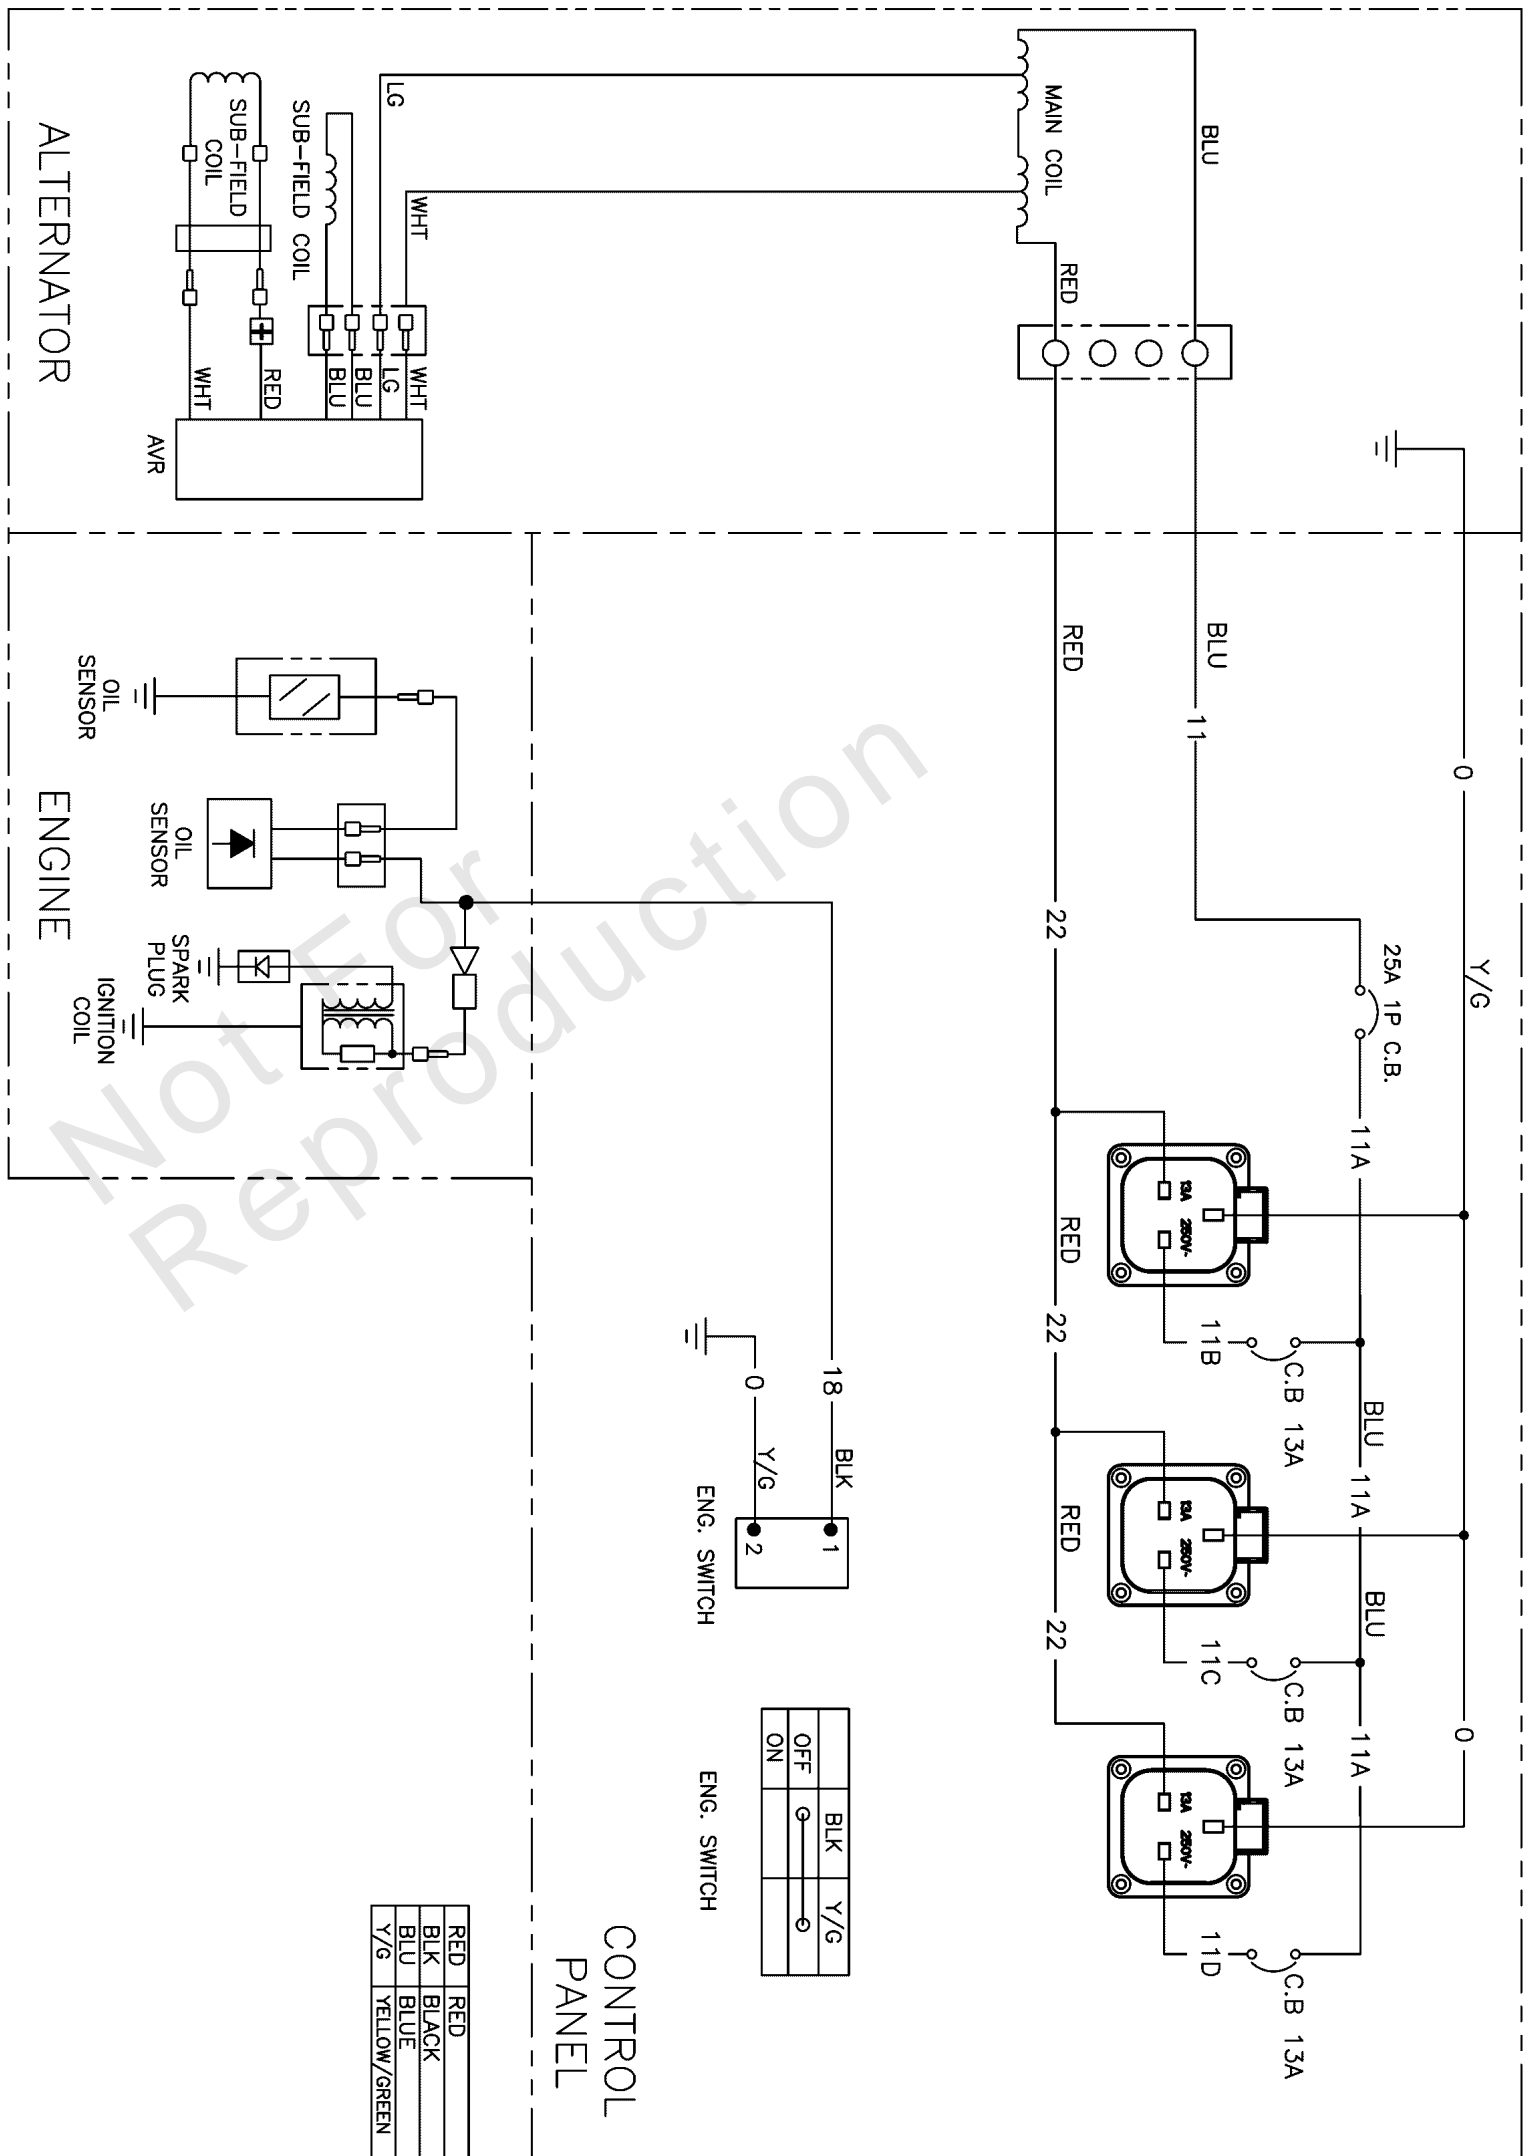 BLU
MAIN COIL
RED
LG
WHT
SUB-FIELD COIL
SUB-FIELD
COIL
WHT
LG
BLU
BLU
RED
WHT
AVR
ALTERNATOR
0
Y/G
0
BLU
11
25A 1P C.B.
11A
BLU
11A
BLU
11A
RED
22
RED
22
RED
22
13A 250V~
11B
C.B 13A
13A 250V~
11C
C.B 13A
13A 250V~
11D
C.B 13A
18
BLK
0
Y/G
1
2
ENG. SWITCH
BLK Y/G
OFF
ON
ENG. SWITCH
CONTROL
PANEL
OIL
SENSOR
OIL
SENSOR
SPARK
PLUG
IGNITION
COIL
ENGINE
RED RED
BLK BLACK
BLU BLUE
Y/G YELLOW/GREEN
Not For
Reproduction